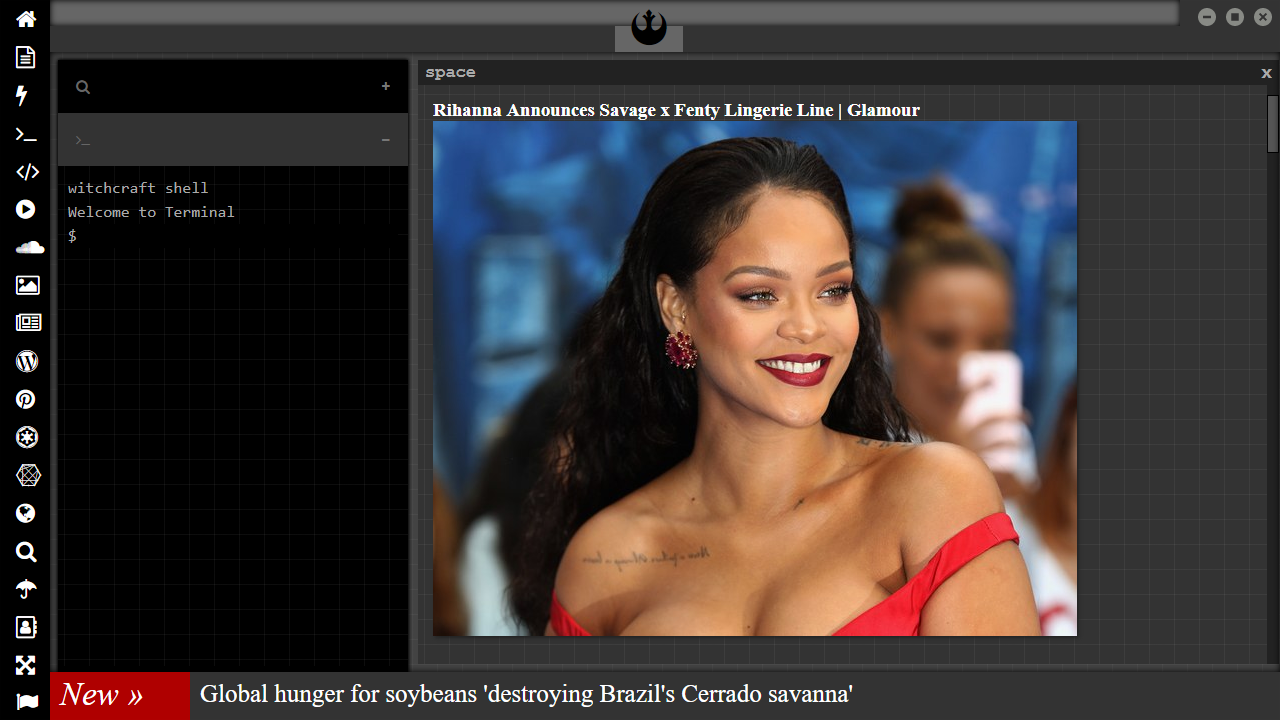 space
x
Rihanna Announces Savage x Fenty Lingerie Line | Glamour
+
>_
−
witchcraft shell
Welcome to Terminal
$
New »
Global hunger for soybeans 'destroying Brazil's Cerrado savanna'